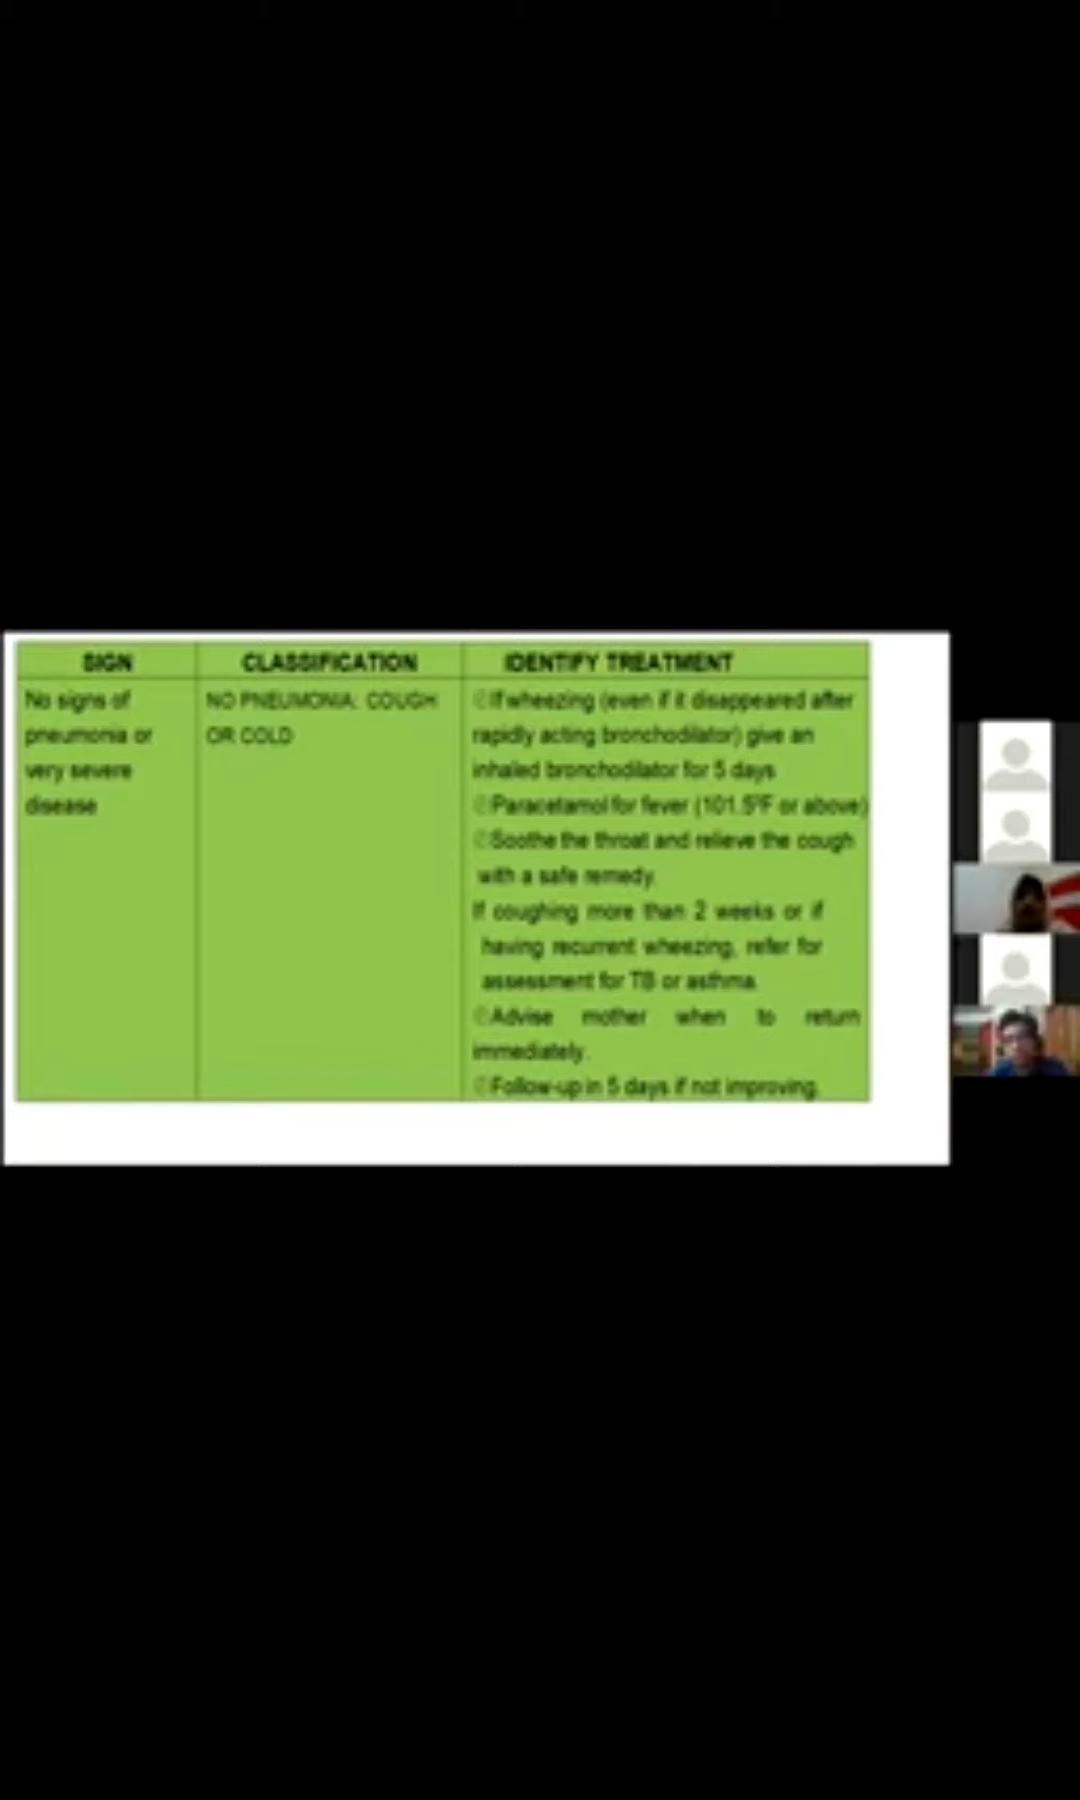 SIGN
CLASSIFICATION
IDENTIFY TREATMENT
No signs of
pneumonia or
very severe
disease
NO PNEUMONIA: COUGH
OR COLD
If wheezing (even if it disappeared after
rapidly acting bronchodilator) give an
inhaled bronchodilator for 5 days
Paracetamol for fever (101.5ºF or above)
Soothe the throat and relieve the cough
with a safe remedy.
If coughing more than 2 weeks or if
having recurrent wheezing, refer for
assessment for TB or asthma.
Advise mother when to return
immediately.
Follow-up in 5 days if not improving.